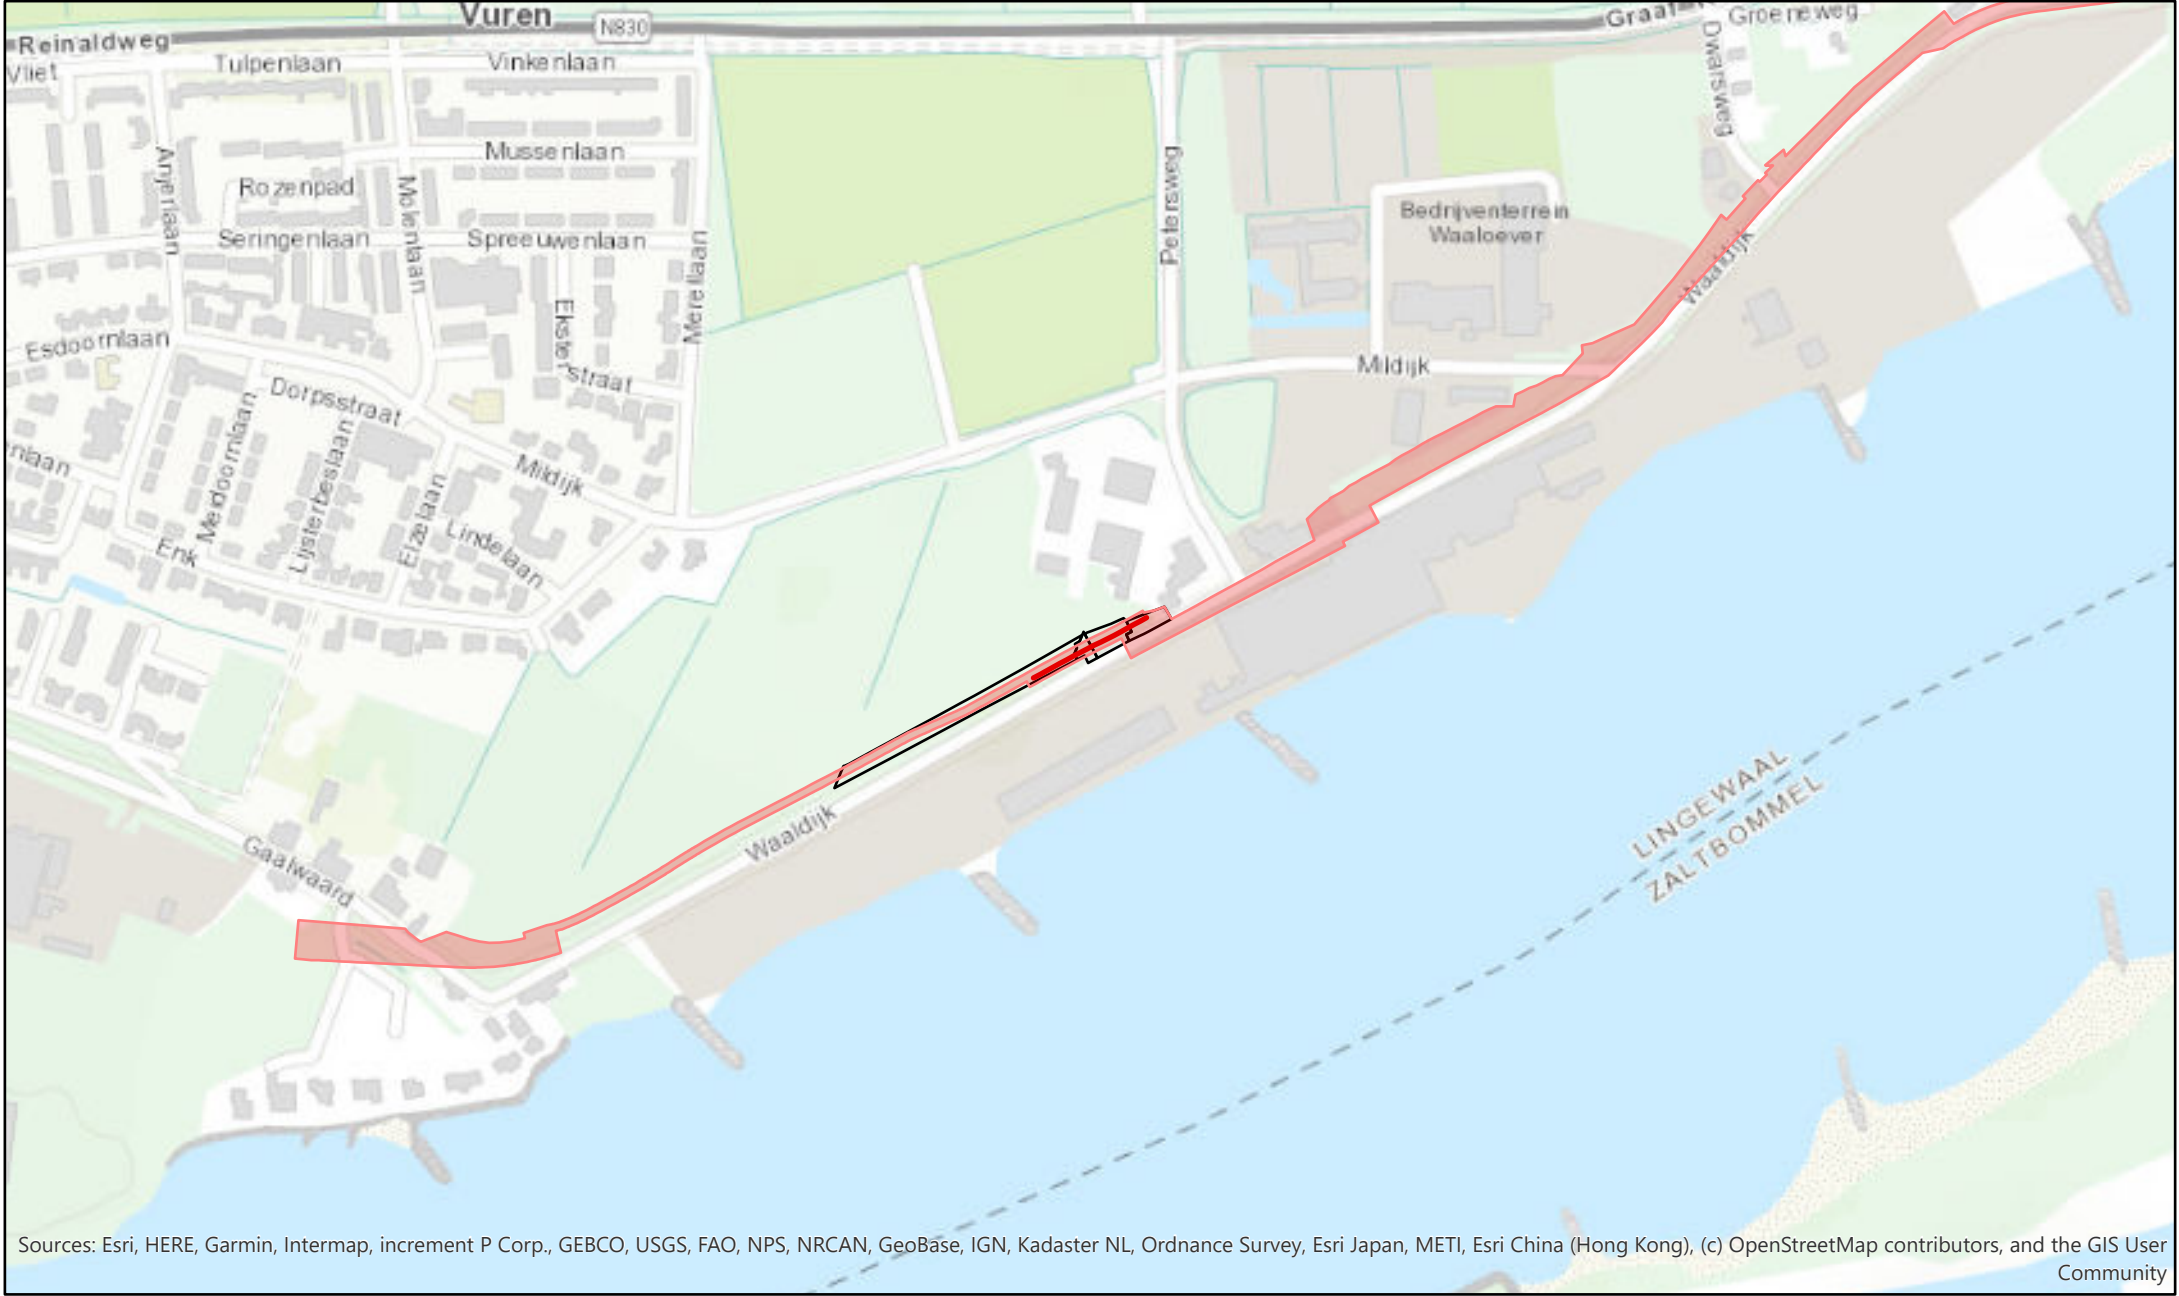 Vuren
N830
Reinaldweg
Vliet
Tulpenlaan
Vinkenlaan
Groeneweg
Dwarsweg
Anjerlaan
Mussenlaan
Rozenpad
Molenlaan
Petersweg
Seringenlaan
Spreeuwenlaan
Merellaan
Bedrijventerrein
Waaloever
Waaldijk
Esdoornlaan
Eksterstraat
Mildijk
Dorpsstraat
Meidoornlaan
Lijsterbeslaan
nlaan
Mildijk
Elzelaan
Lindelaan
Enk
LINGEWAAL
ZALTBOMMEL
Waaldijk
Gaalwaard
Sources: Esri, HERE, Garmin, Intermap, increment P Corp., GEBCO, USGS, FAO, NPS, NRCAN, GeoBase, IGN, Kadaster NL, Ordnance Survey, Esri Japan, METI, Esri China (Hong Kong), (c) OpenStreetMap contributors, and the GIS User
Community